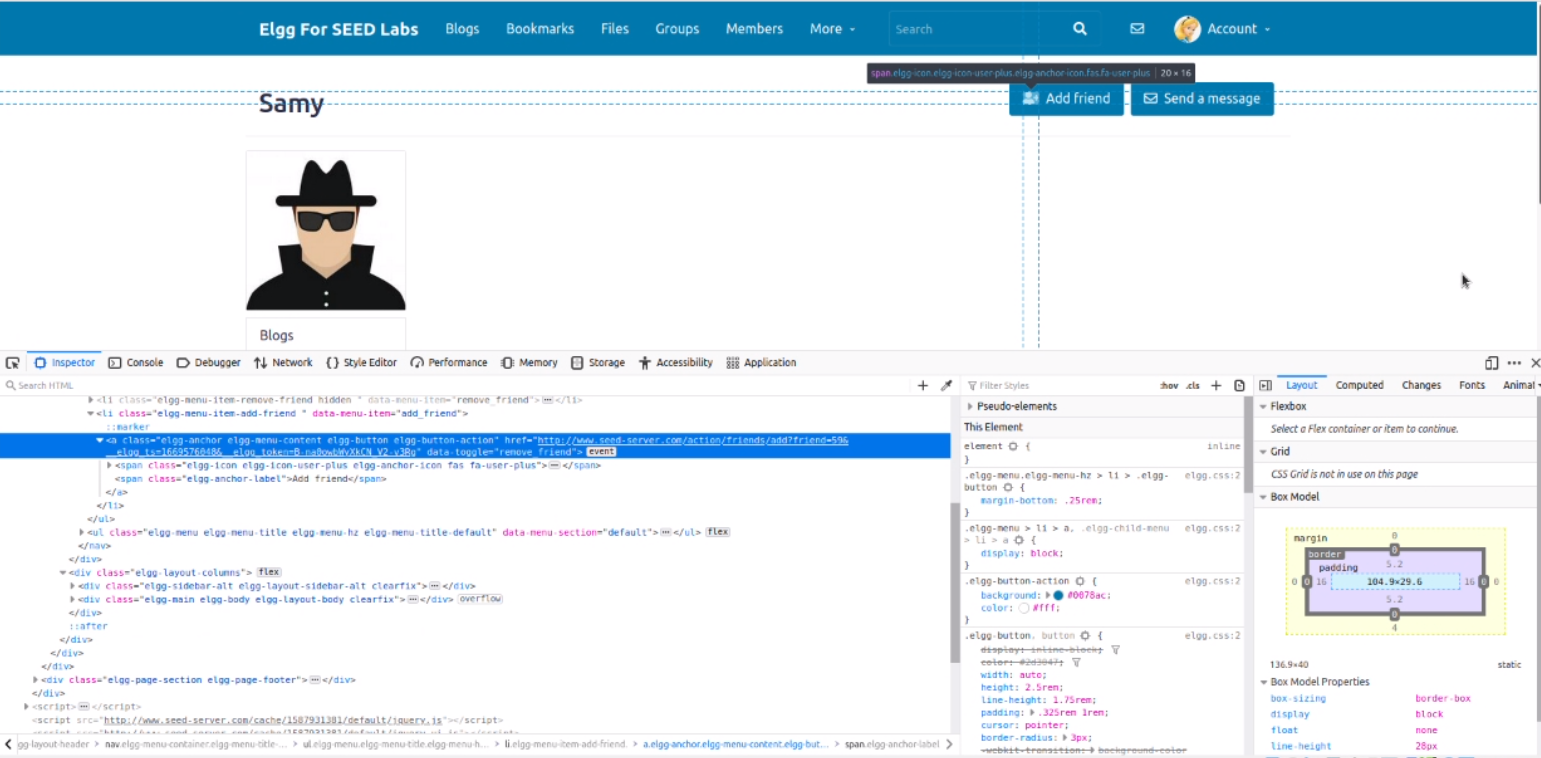 Elgg For SEED Labs Blogs Bookmarks Files Groups Members More Search Account
span.elgg-icon.elgg-icon-user-plus.elgg-anchor-icon.fas.fa-user-plus 20 × 16
Samy Add friend Send a message
Blogs
Inspector Console Debugger Network Style Editor Performance Memory Storage Accessibility Application
Search HTML
<li class="elgg-menu-item-remove-friend hidden " data-menu-item="remove_friend"></li>
<li class="elgg-menu-item-add-friend " data-menu-item="add_friend">
::marker
<a class="elgg-anchor elgg-menu-content elgg-button elgg-button-action" href="http://www.seed-server.com/action/friends/add?friend=59&
data-toggle="remove_friend"> event
<span class="elgg-icon elgg-icon-user-plus elgg-anchor-icon fas fa-user-plus"></span>
<span class="elgg-anchor-label">Add friend</span>
</a>
</li>
</ul>
<ul class="elgg-menu elgg-menu-title elgg-menu-hz elgg-menu-title-default" data-menu-section="default"></ul> flex
</nav>
</div>
<div class="elgg-layout-columns"> flex
<div class="elgg-sidebar-alt elgg-layout-sidebar-alt clearfix"></div>
<div class="elgg-main elgg-body elgg-layout-body clearfix"></div> overflow
</div>
::after
</div>
</div>
</div>
<div class="elgg-page-section elgg-page-footer"></div>
</div>
<script></script>
<script src="http://www.seed-server.com/cache/1587931381/default/jquery.js"></script>
gg-layout-header > nav.elgg-menu-container.elgg-menu-title-... > ul.elgg-menu.elgg-menu-title.elgg-menu-h... > li.elgg-menu-item-add-friend. > a.elgg-anchor.elgg-menu-content.elgg-but... > span.elgg-anchor-label
Filter Styles :hov .cls +
Pseudo-elements
This Element
element { inline
}
.elgg-menu.elgg-menu-hz > li > .elgg- elgg.css:2
button {
margin-bottom: .25rem;
}
.elgg-menu > li > a, .elgg-child-menu elgg.css:2
> li > a {
display: block;
}
.elgg-button-action { elgg.css:2
background: #0078ac;
color: #fff;
}
.elgg-button, button { elgg.css:2
display: inline-block;
color: #2d3047;
width: auto;
height: 2.5rem;
line-height: 1.75rem;
padding: .325rem 1rem;
cursor: pointer;
border-radius: 3px;
-webkit-transition: background-color
Layout Computed Changes Fonts Animat
Flexbox
Select a Flex container or item to continue.
Grid
CSS Grid is not in use on this page
Box Model
margin 0
border 0
padding 5.2
0 0 16 104.9×29.6 16 0 0
5.2
0
4
136.9×40 static
Box Model Properties
box-sizing border-box
display block
float none
line-height 28px